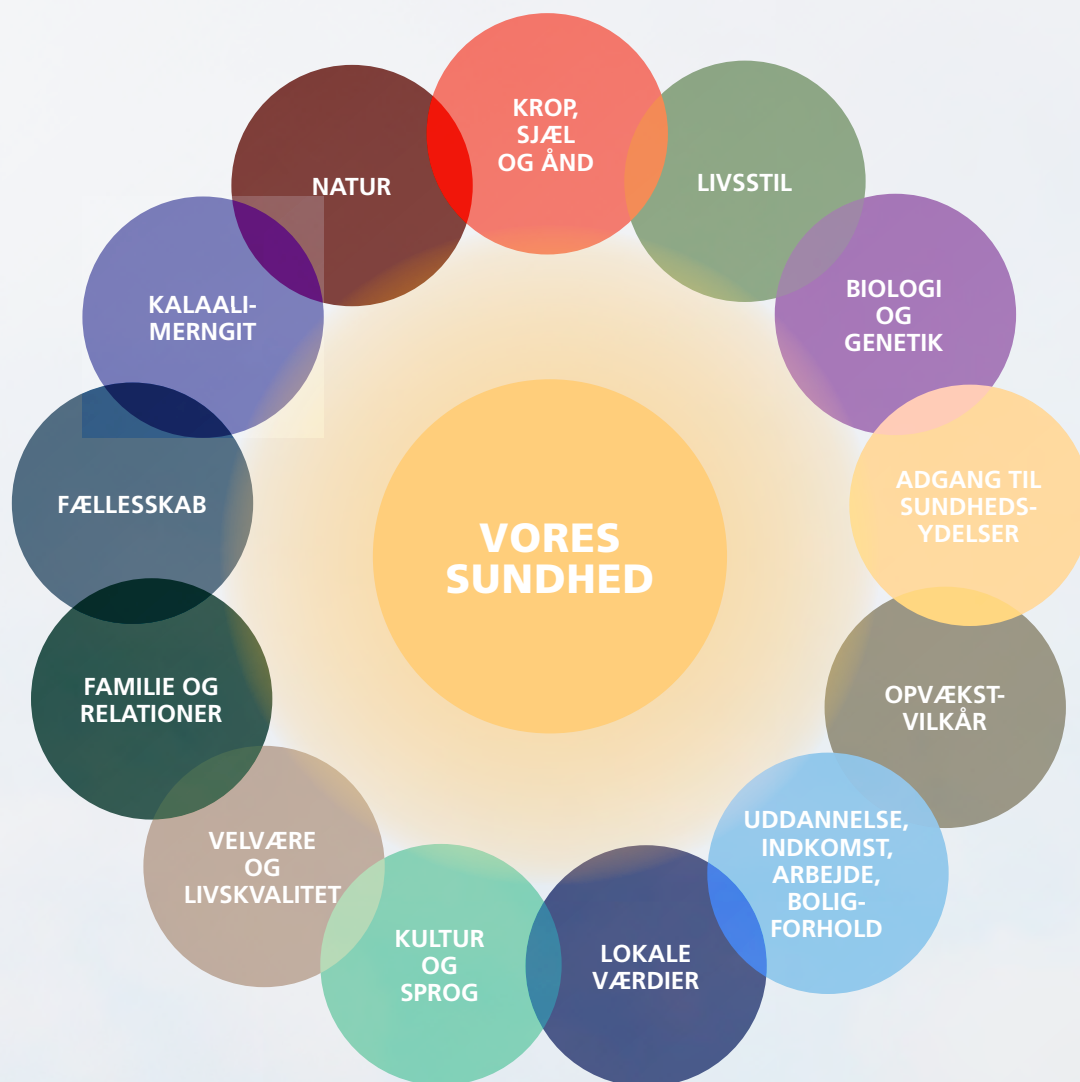 KROP,
SJÆL
OG ÅND
LIVSSTIL
BIOLOGI
OG
GENETIK
ADGANG TIL
SUNDHEDS-
YDELSER
OPVÆKST-
VILKÅR
UDDANNELSE,
INDKOMST,
ARBEJDE,
BOLIG-
FORHOLD
LOKALE
VÆRDIER
KULTUR
OG
SPROG
VELVÆRE
OG
LIVSKVALITET
FAMILIE OG
RELATIONER
FÆLLESSKAB
KALAALI-
MERNGIT
NATUR
VORES
SUNDHED